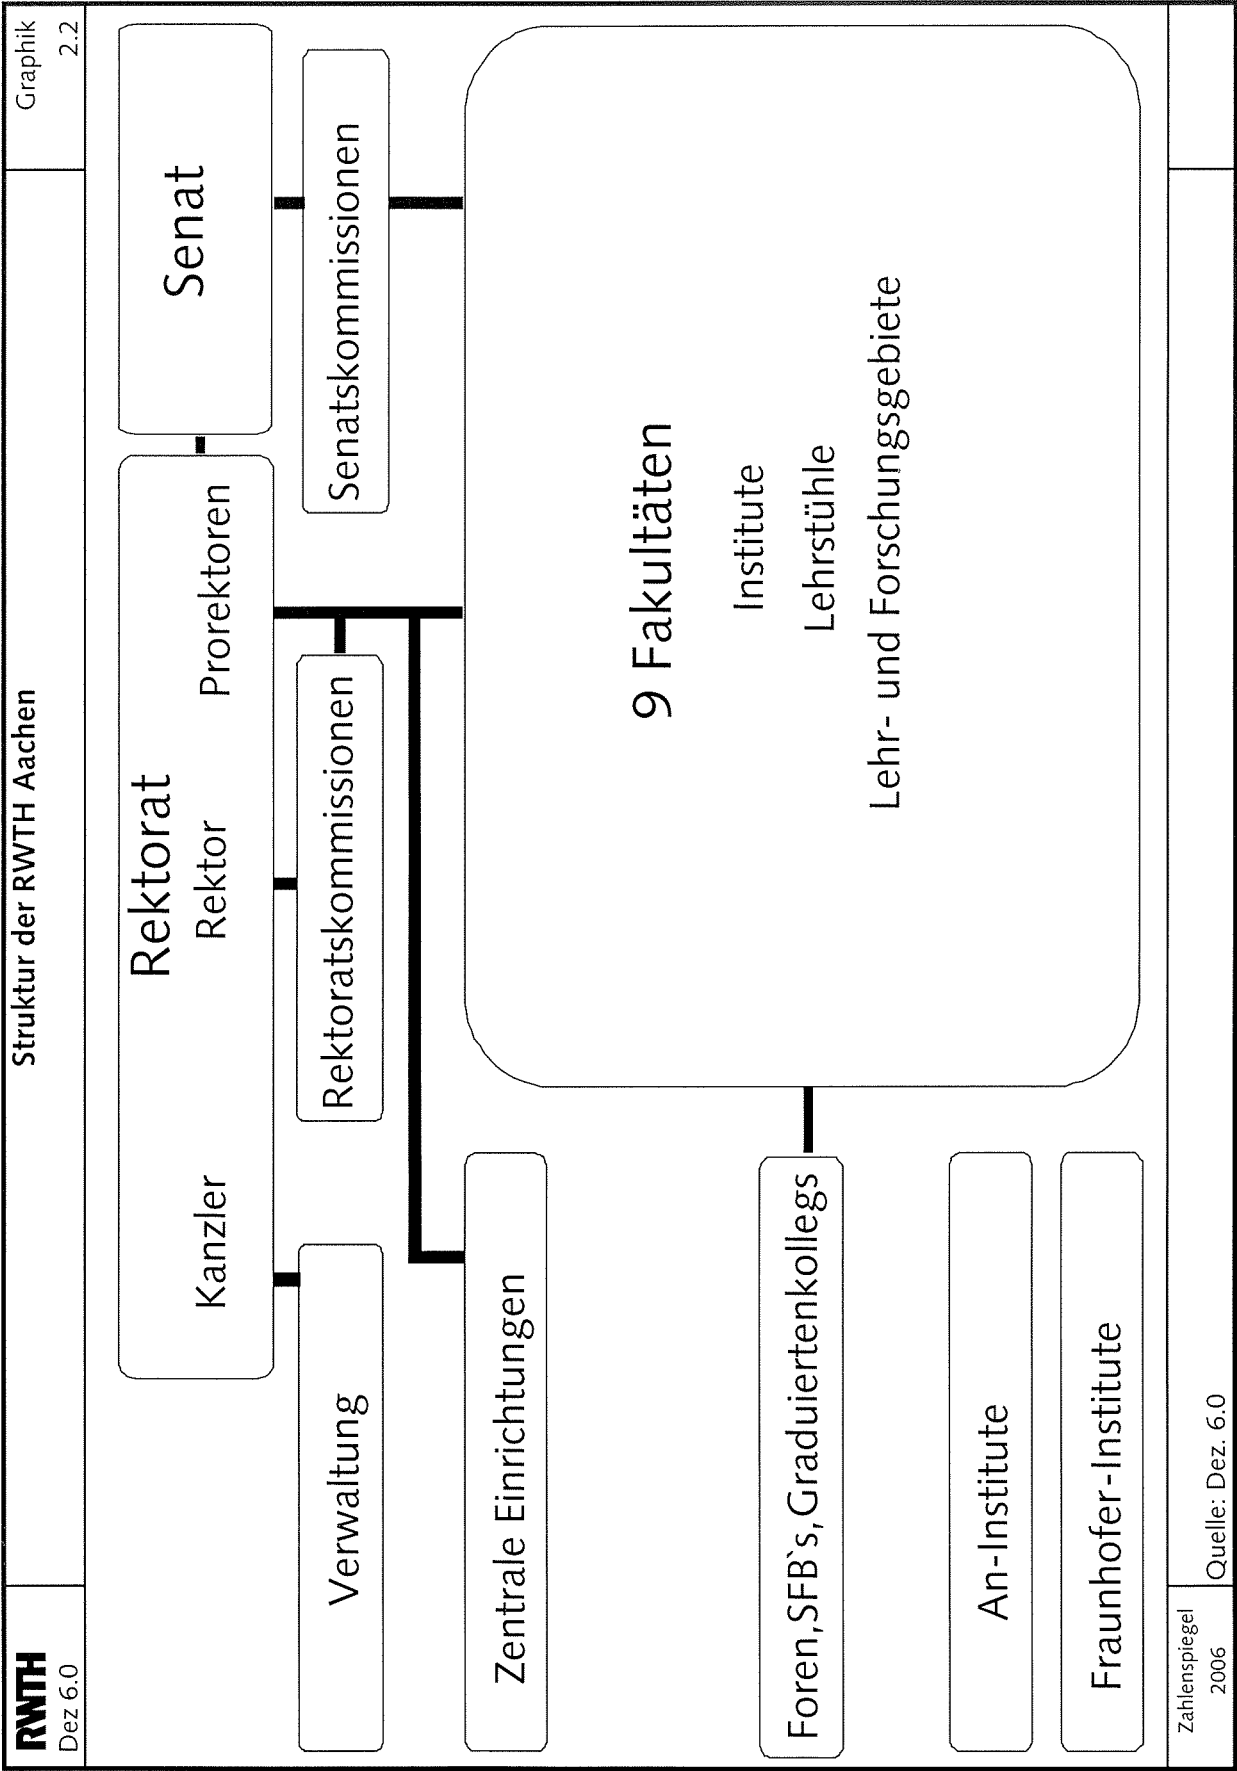 RWTH
Dez 6.0
Struktur der RWTH Aachen
Graphik
2.2
Rektorat
Kanzler
Rektor
Prorektoren
Senat
Verwaltung
Rektoratskommissionen
Senatskommissionen
Zentrale Einrichtungen
9 Fakultäten
Institute
Lehrstühle
Lehr- und Forschungsgebiete
Foren,SFB`s,Graduiertenkollegs
An-Institute
Fraunhofer-Institute
Zahlenspiegel
2006
Quelle: Dez. 6.0